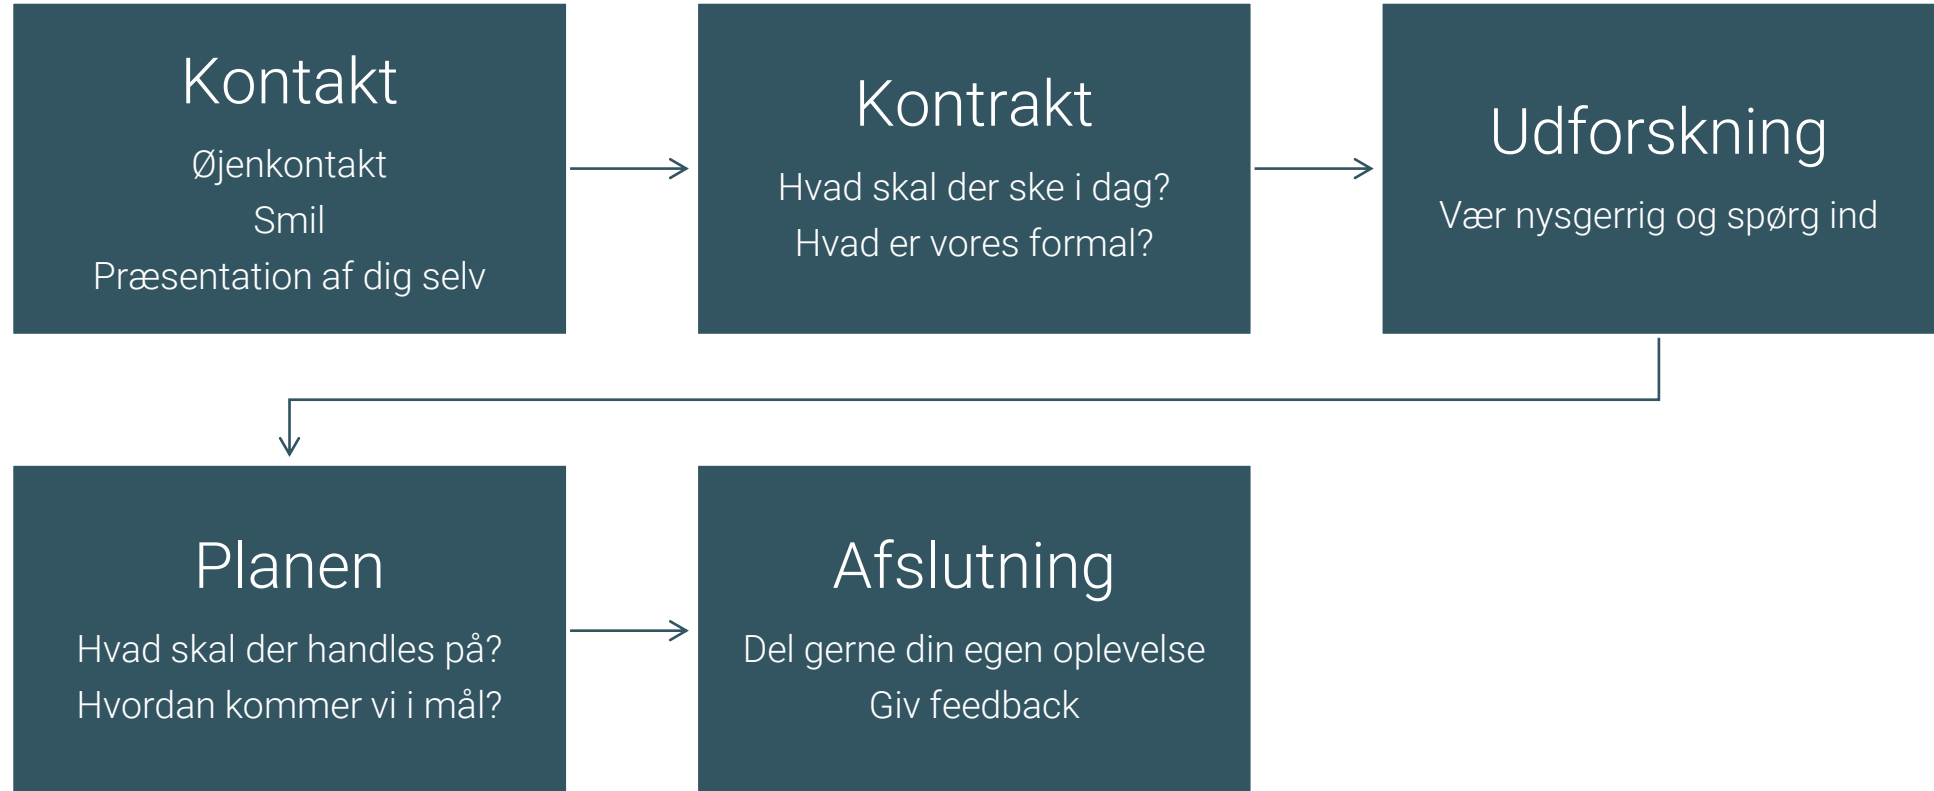 Kontakt
Øjenkontakt
Smil
Præsentation af dig selv
Kontrakt
Hvad skal der ske i dag?
Hvad er vores formal?
Udforskning
Vær nysgerrig og spørg ind
Planen
Hvad skal der handles på?
Hvordan kommer vi i mål?
Afslutning
Del gerne din egen oplevelse
Giv feedback